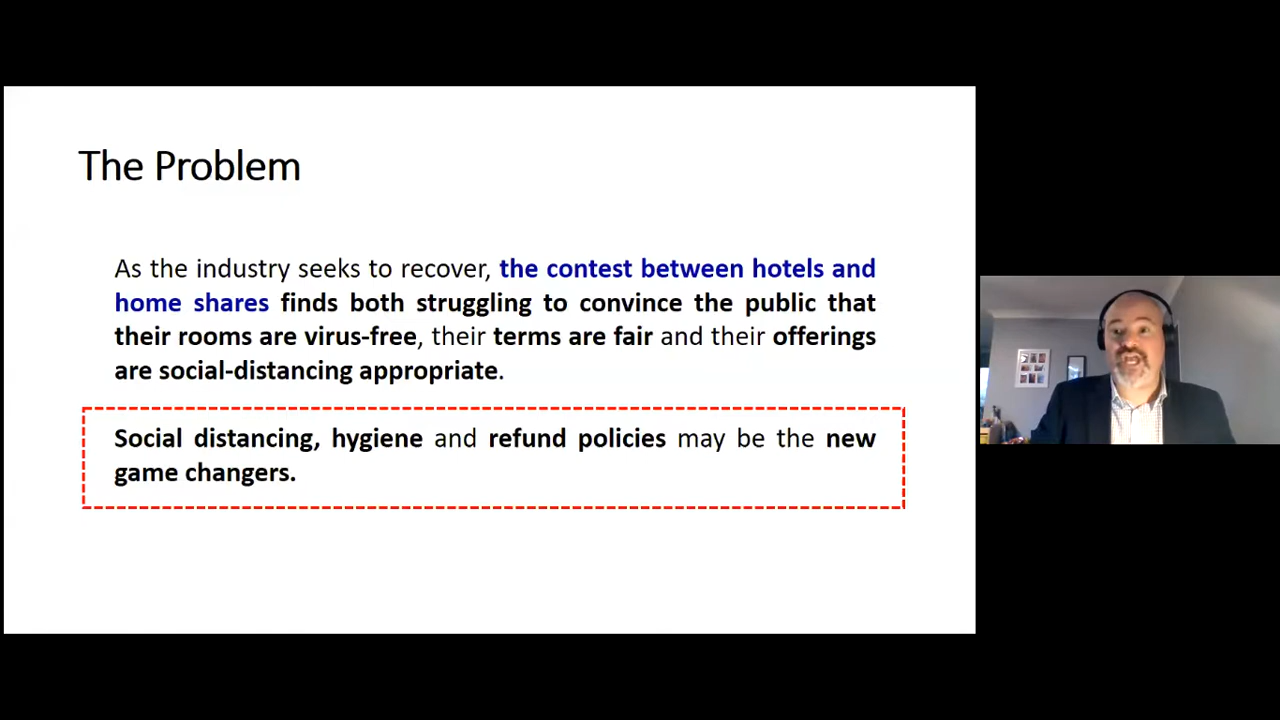 The Problem
As the industry seeks to recover, the contest between hotels and
home shares finds both struggling to convince the public that
their rooms are virus-free, their terms are fair and their offerings
are social-distancing appropriate.
Social distancing, hygiene and refund policies may be the new
game changers.